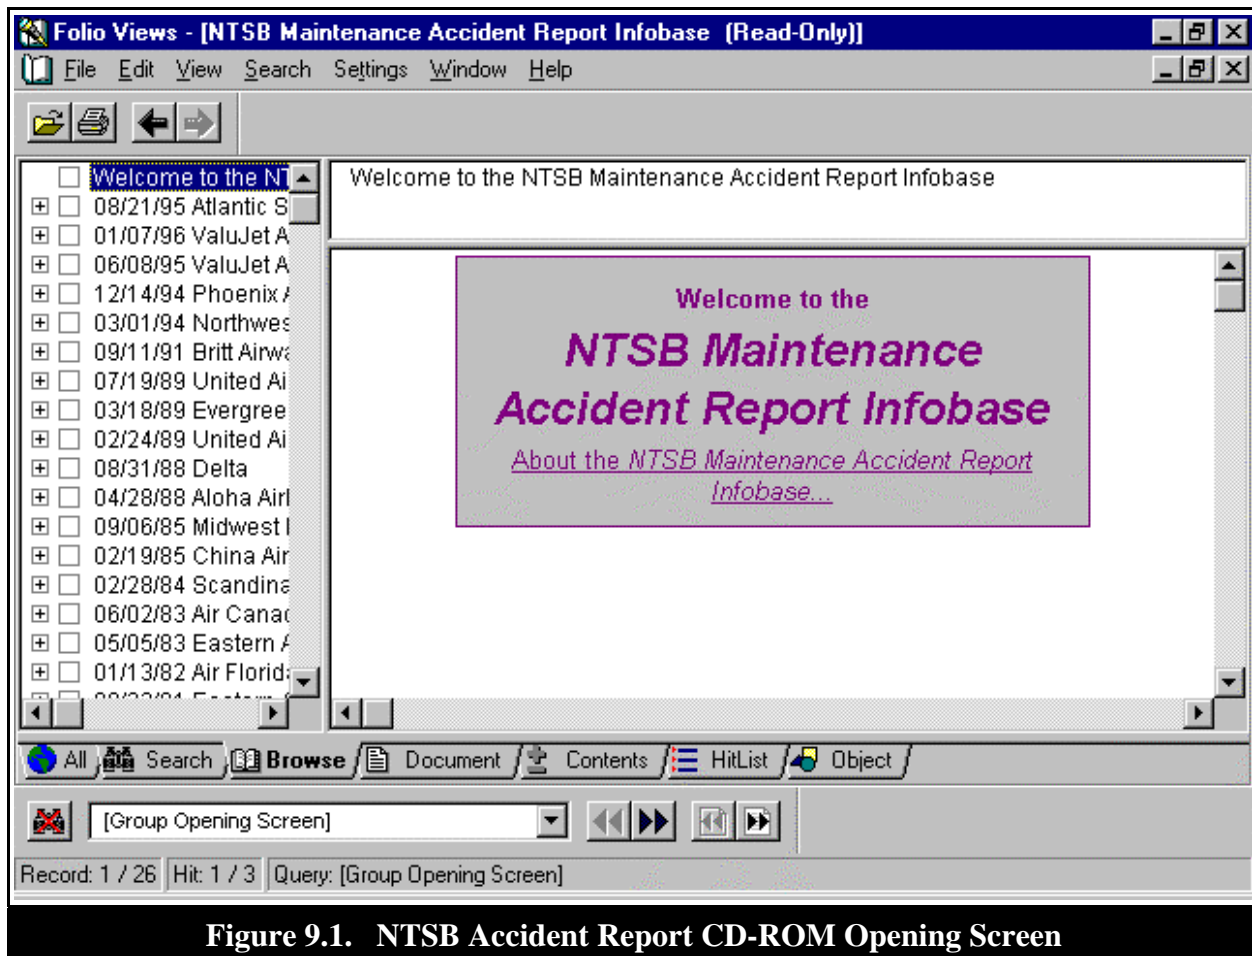 Folio Views - [NTSB Maintenance Accident Report Infobase (Read-Only)]
File Edit View Search Settings Window Help
Welcome to the NT
08/21/95 Atlantic S
01/07/96 ValuJet A
06/08/95 ValuJet A
12/14/94 Phoenix
03/01/94 Northwes
09/11/91 Britt Airwa
07/19/89 United Ai
03/18/89 Evergree
02/24/89 United Ai
08/31/88 Delta
04/28/88 Aloha Airl
09/06/85 Midwest
02/19/85 China Air
02/28/84 Scandina
06/02/83 Air Canad
05/05/83 Eastern A
01/13/82 Air Florida
Welcome to the NTSB Maintenance Accident Report Infobase
Welcome to the
NTSB Maintenance
Accident Report Infobase
About the NTSB Maintenance Accident Report
Infobase...
All Search Browse Document Contents HitList Object
[Group Opening Screen]
Record: 1 / 26 Hit: 1 / 3 Query: [Group Opening Screen]
Figure 9.1. NTSB Accident Report CD-ROM Opening Screen